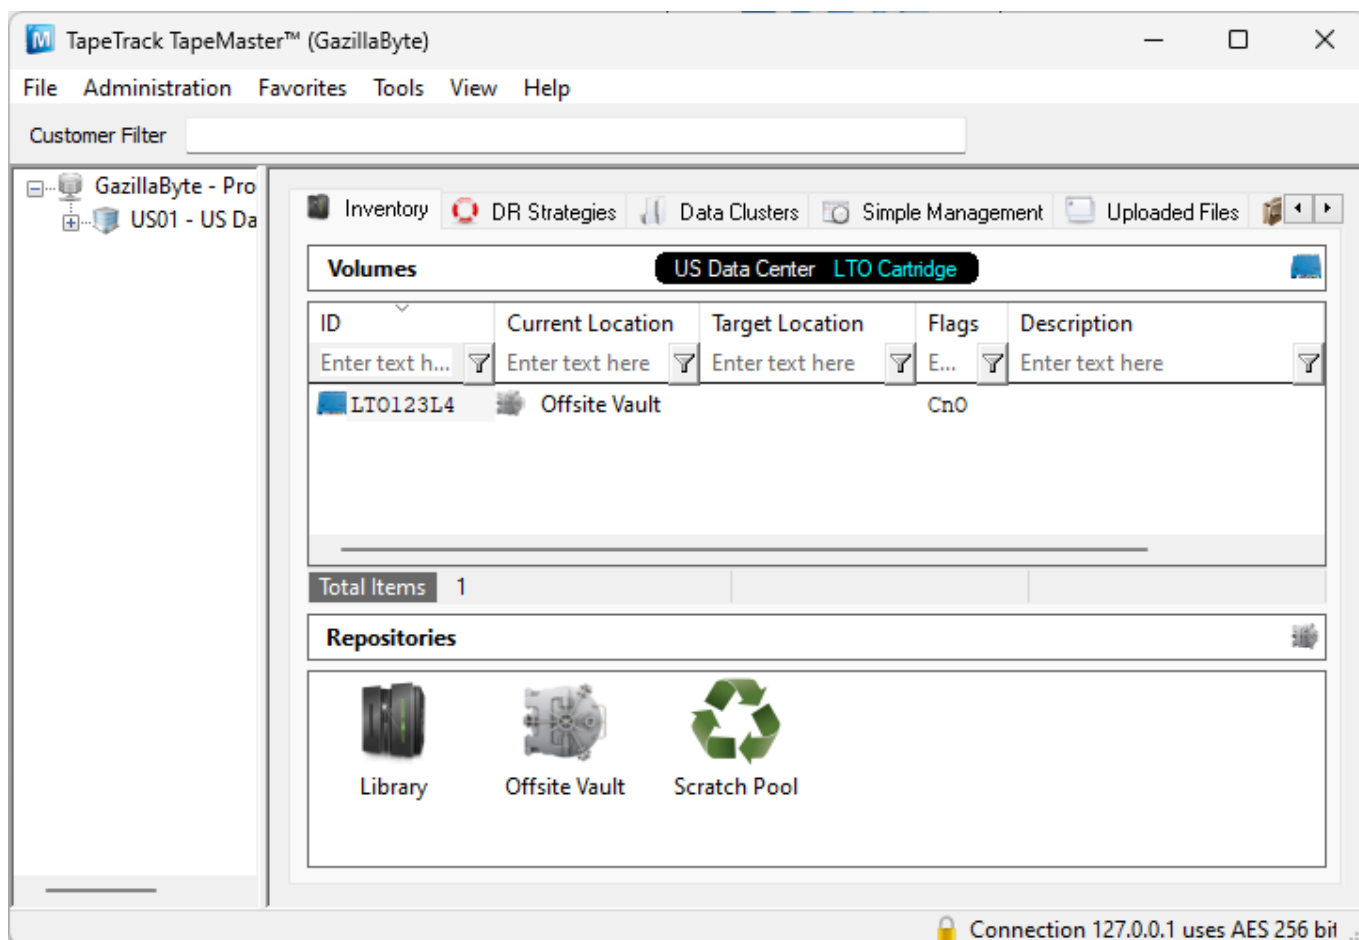 TapeTrack TapeMaster™ (GazillaByte)
File Administration Favorites Tools View Help
Customer Filter
GazillaByte - Pro
US01 - US Da
Inventory DR Strategies Data Clusters Simple Management Uploaded Files
Volumes US Data Center LTO Cartridge
ID Current Location Target Location Flags Description
Enter text h... Enter text here Enter text here E... Enter text here
LTO123L4 Offsite Vault CnO
Total Items 1
Repositories
Library Offsite Vault Scratch Pool
Connection 127.0.0.1 uses AES 256 bit